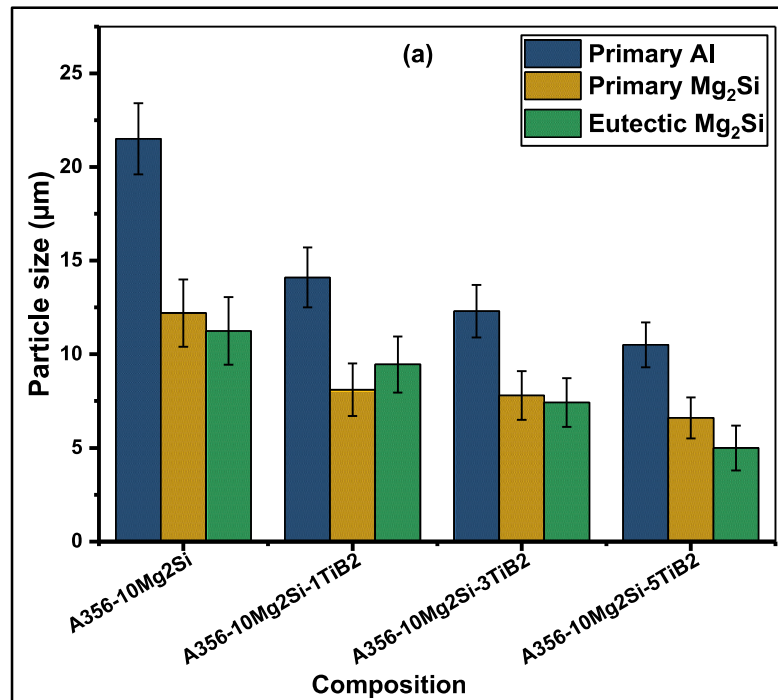 (a)
Primary Al
Primary Mg₂Si
Eutectic Mg₂Si
Particle size (μm)
25
20
15
10
5
0
A356-10Mg2Si
A356-10Mg2Si-1TiB2
A356-10Mg2Si-3TiB2
A356-10Mg2Si-5TiB2
Composition